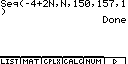 Seq(-4+2N,N,150,157,1
)
Done
LIST MAT CPLX CALC NUM ▷